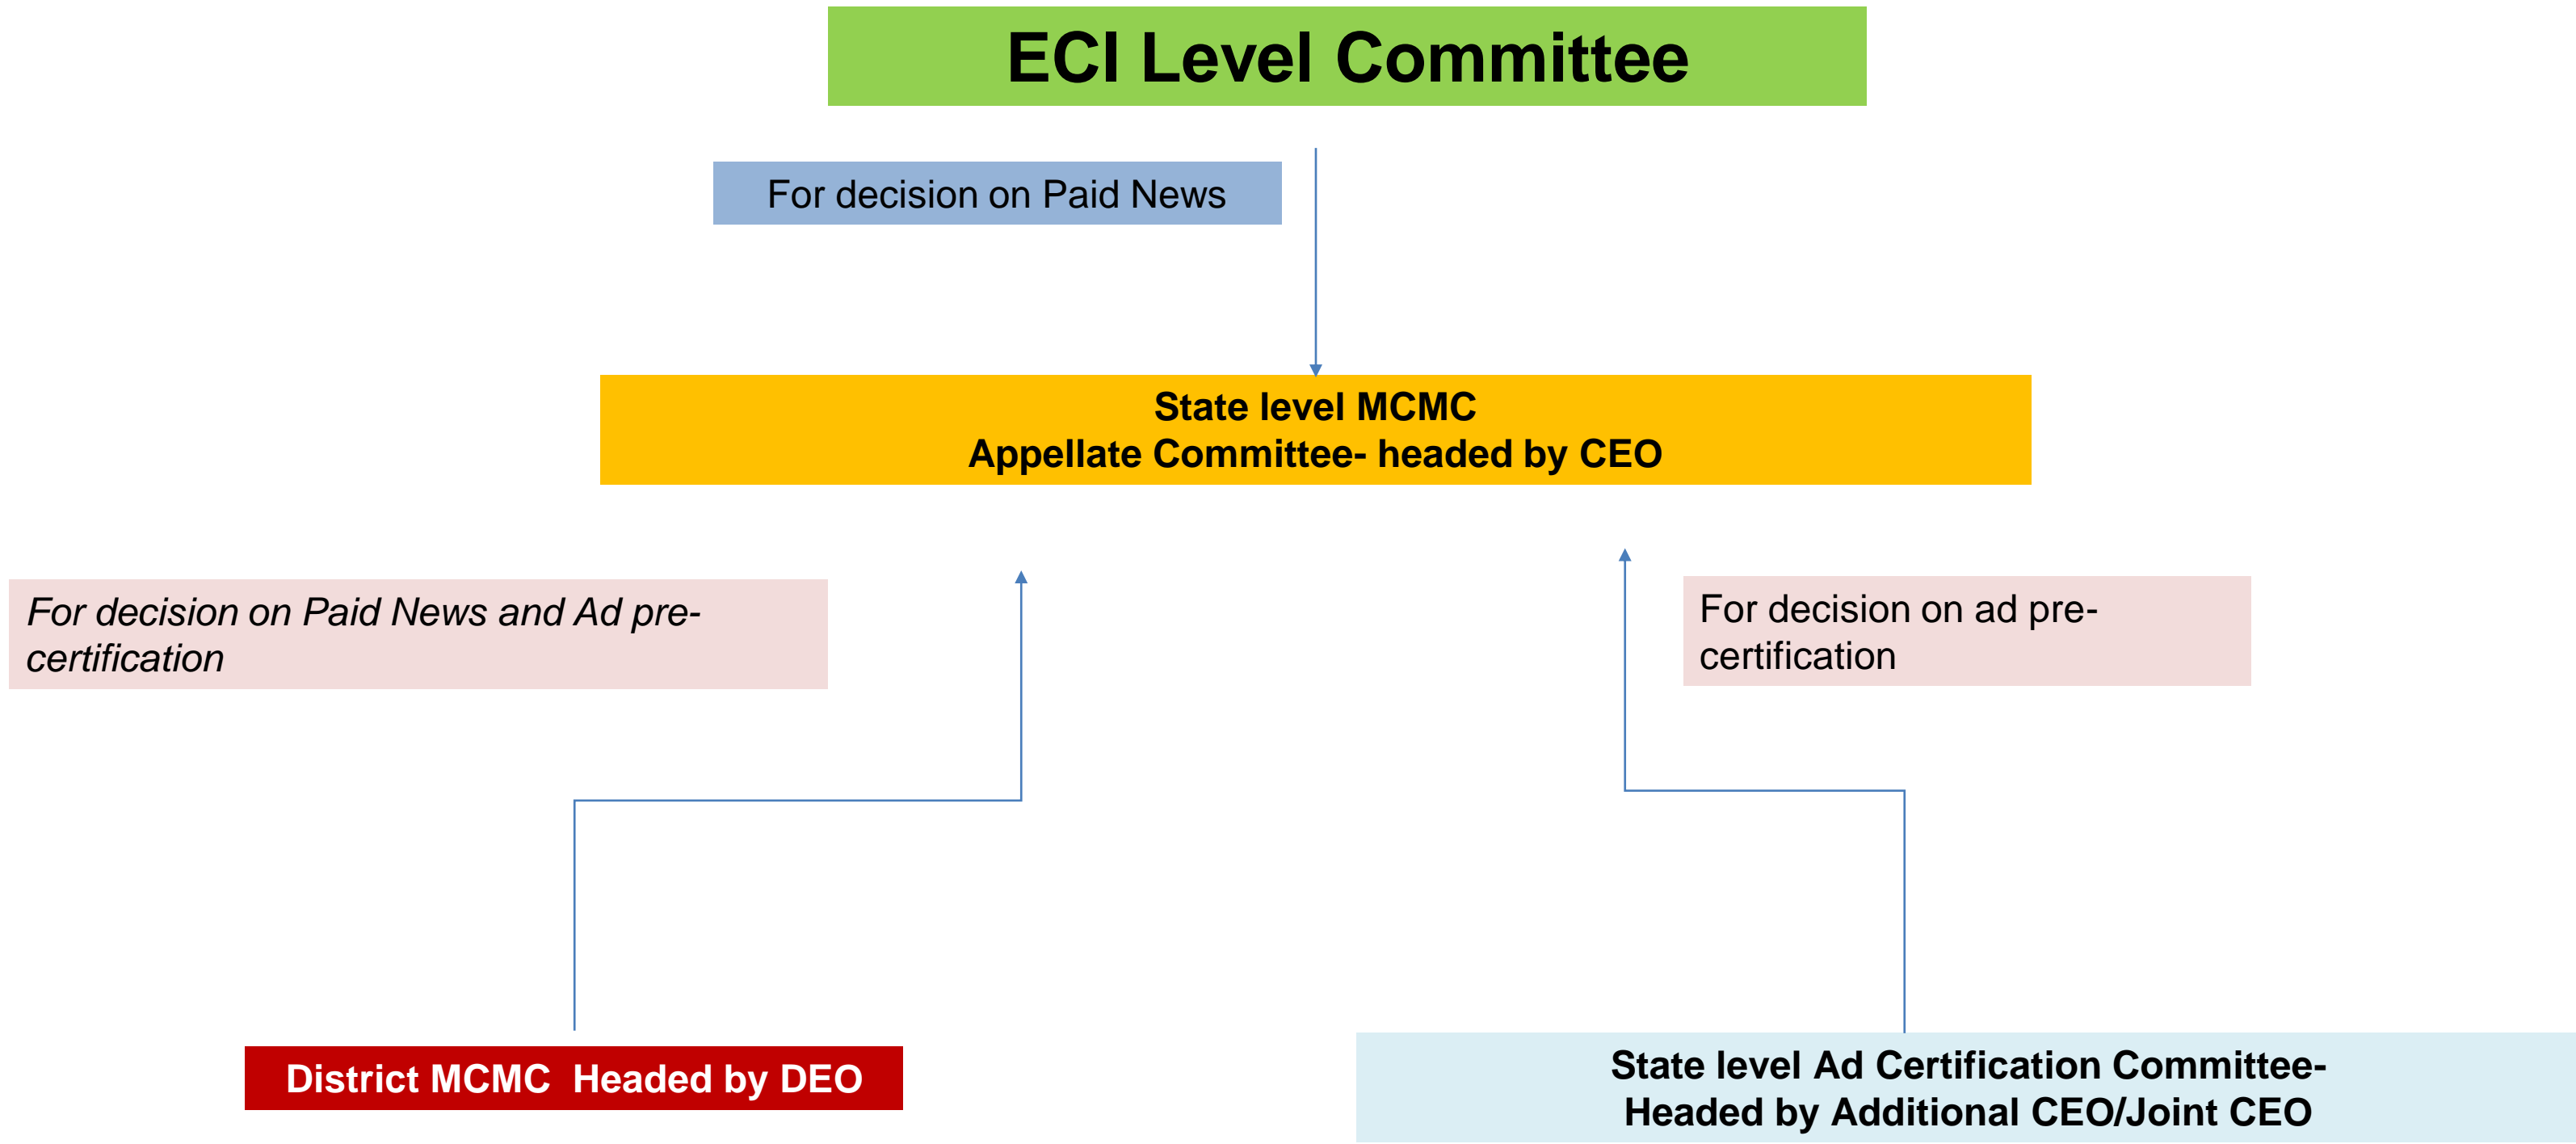 ECI Level Committee
For decision on Paid News
State level MCMC
Appellate Committee- headed by CEO
For decision on Paid News and Ad pre-
certification
For decision on ad pre-
certification
District MCMC  Headed by DEO
State level Ad Certification Committee-
Headed by Additional CEO/Joint CEO